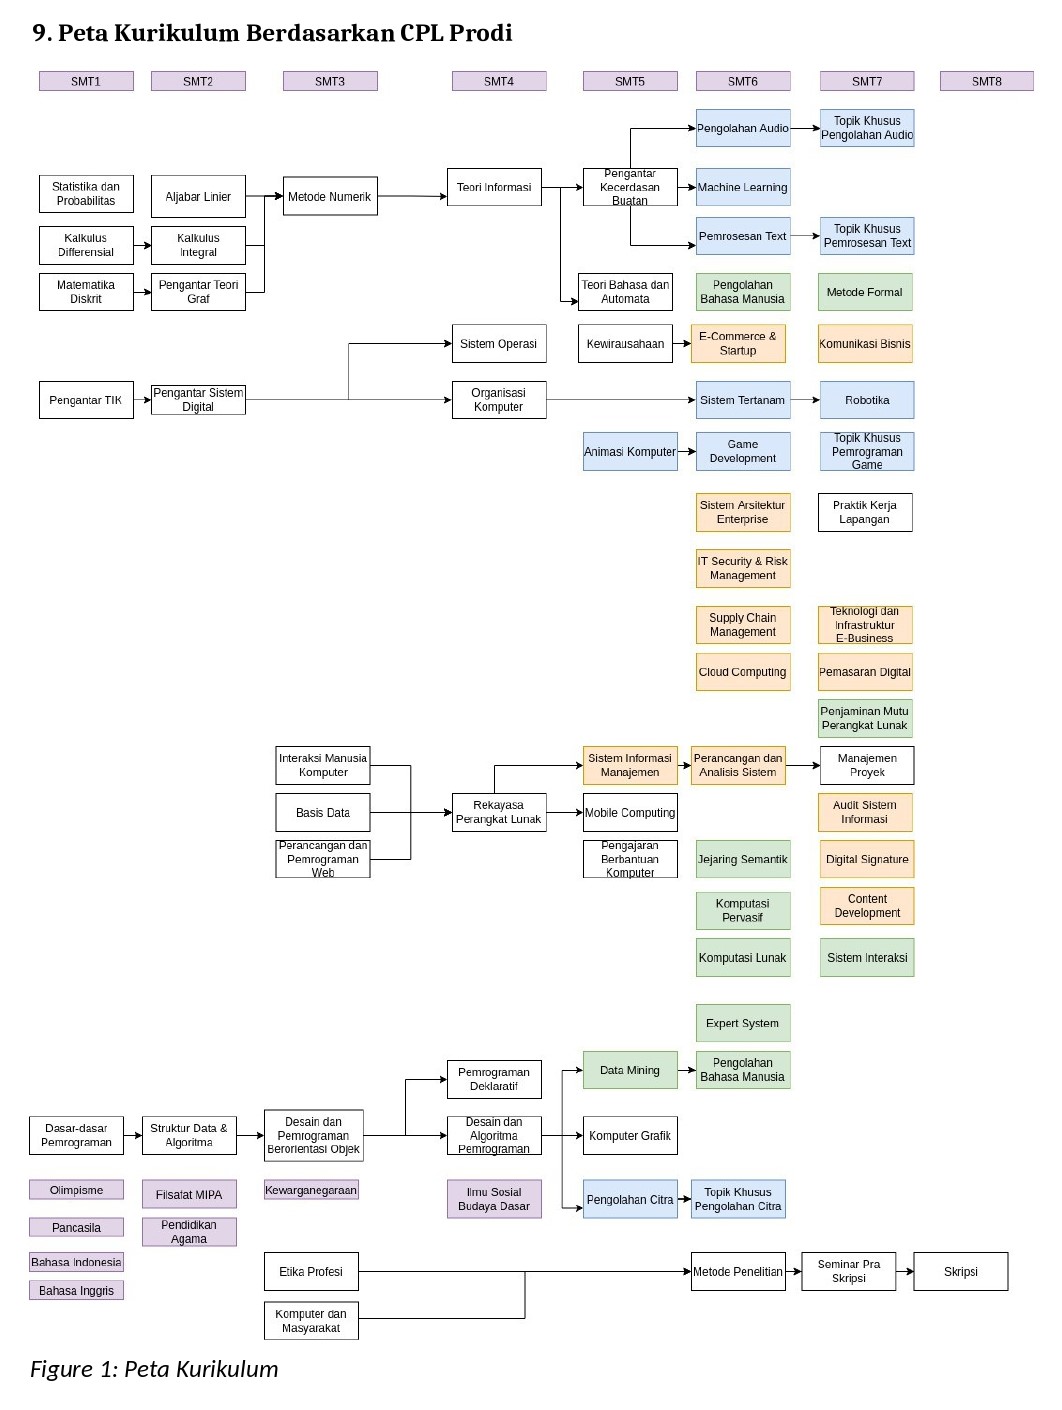 9. Peta Kurikulum Berdasarkan CPL Prodi
SMT1
SMT2
SMT3
SMT4
SMT5
SMT6
SMT7
SMT8
Pengolahan Audio
Topik Khusus
Pengolahan Audio
Statistika dan
Probabilitas
Aljabar Linier
Metode Numerik
Teori Informasi
Pengantar
Kecerdasan
Buatan
Machine Learning
Kalkulus
Differensial
Kalkulus
Integral
Pemrosesan Text
Topik Khusus
Pemrosesan Text
Matematika
Diskrit
Pengantar Teori
Graf
Teori Bahasa dan
Automata
Pengolahan
Bahasa Manusia
Metode Formal
Sistem Operasi
Kewirausahaan
E-Commerce &
Startup
Komunikasi Bisnis
Pengantar TIK
Pengantar Sistem
Digital
Organisasi
Komputer
Sistem Tertanam
Robotika
Animasi Komputer
Game
Development
Topik Khusus
Pemrograman
Game
Sistem Arsitektur
Enterprise
Praktik Kerja
Lapangan
IT Security & Risk
Management
Supply Chain
Management
Teknologi dan
Infrastruktur
E-Business
Cloud Computing
Pemasaran Digital
Penjaminan Mutu
Perangkat Lunak
Interaksi Manusia
Komputer
Sistem Informasi
Manajemen
Perancangan dan
Analisis Sistem
Manajemen
Proyek
Basis Data
Rekayasa
Perangkat Lunak
Mobile Computing
Audit Sistem
Informasi
Perancangan dan
Pemrograman
Web
Pengajaran
Berbantuan
Komputer
Jejaring Semantik
Digital Signature
Komputasi
Pervasif
Content
Development
Komputasi Lunak
Sistem Interaksi
Expert System
Pemrograman
Deklaratif
Data Mining
Pengolahan
Bahasa Manusia
Dasar-dasar
Pemrograman
Struktur Data &
Algoritma
Desain dan
Pemrograman
Berorientasi Objek
Desain dan
Algoritma
Pemrograman
Komputer Grafik
Olimpisme
Filsafat MIPA
Kewarganegaraan
Ilmu Sosial
Budaya Dasar
Pengolahan Citra
Topik Khusus
Pengolahan Citra
Pancasila
Pendidikan
Agama
Bahasa Indonesia
Etika Profesi
Metode Penelitian
Seminar Pra
Skripsi
Skripsi
Bahasa Inggris
Komputer dan
Masyarakat
Figure 1: Peta Kurikulum